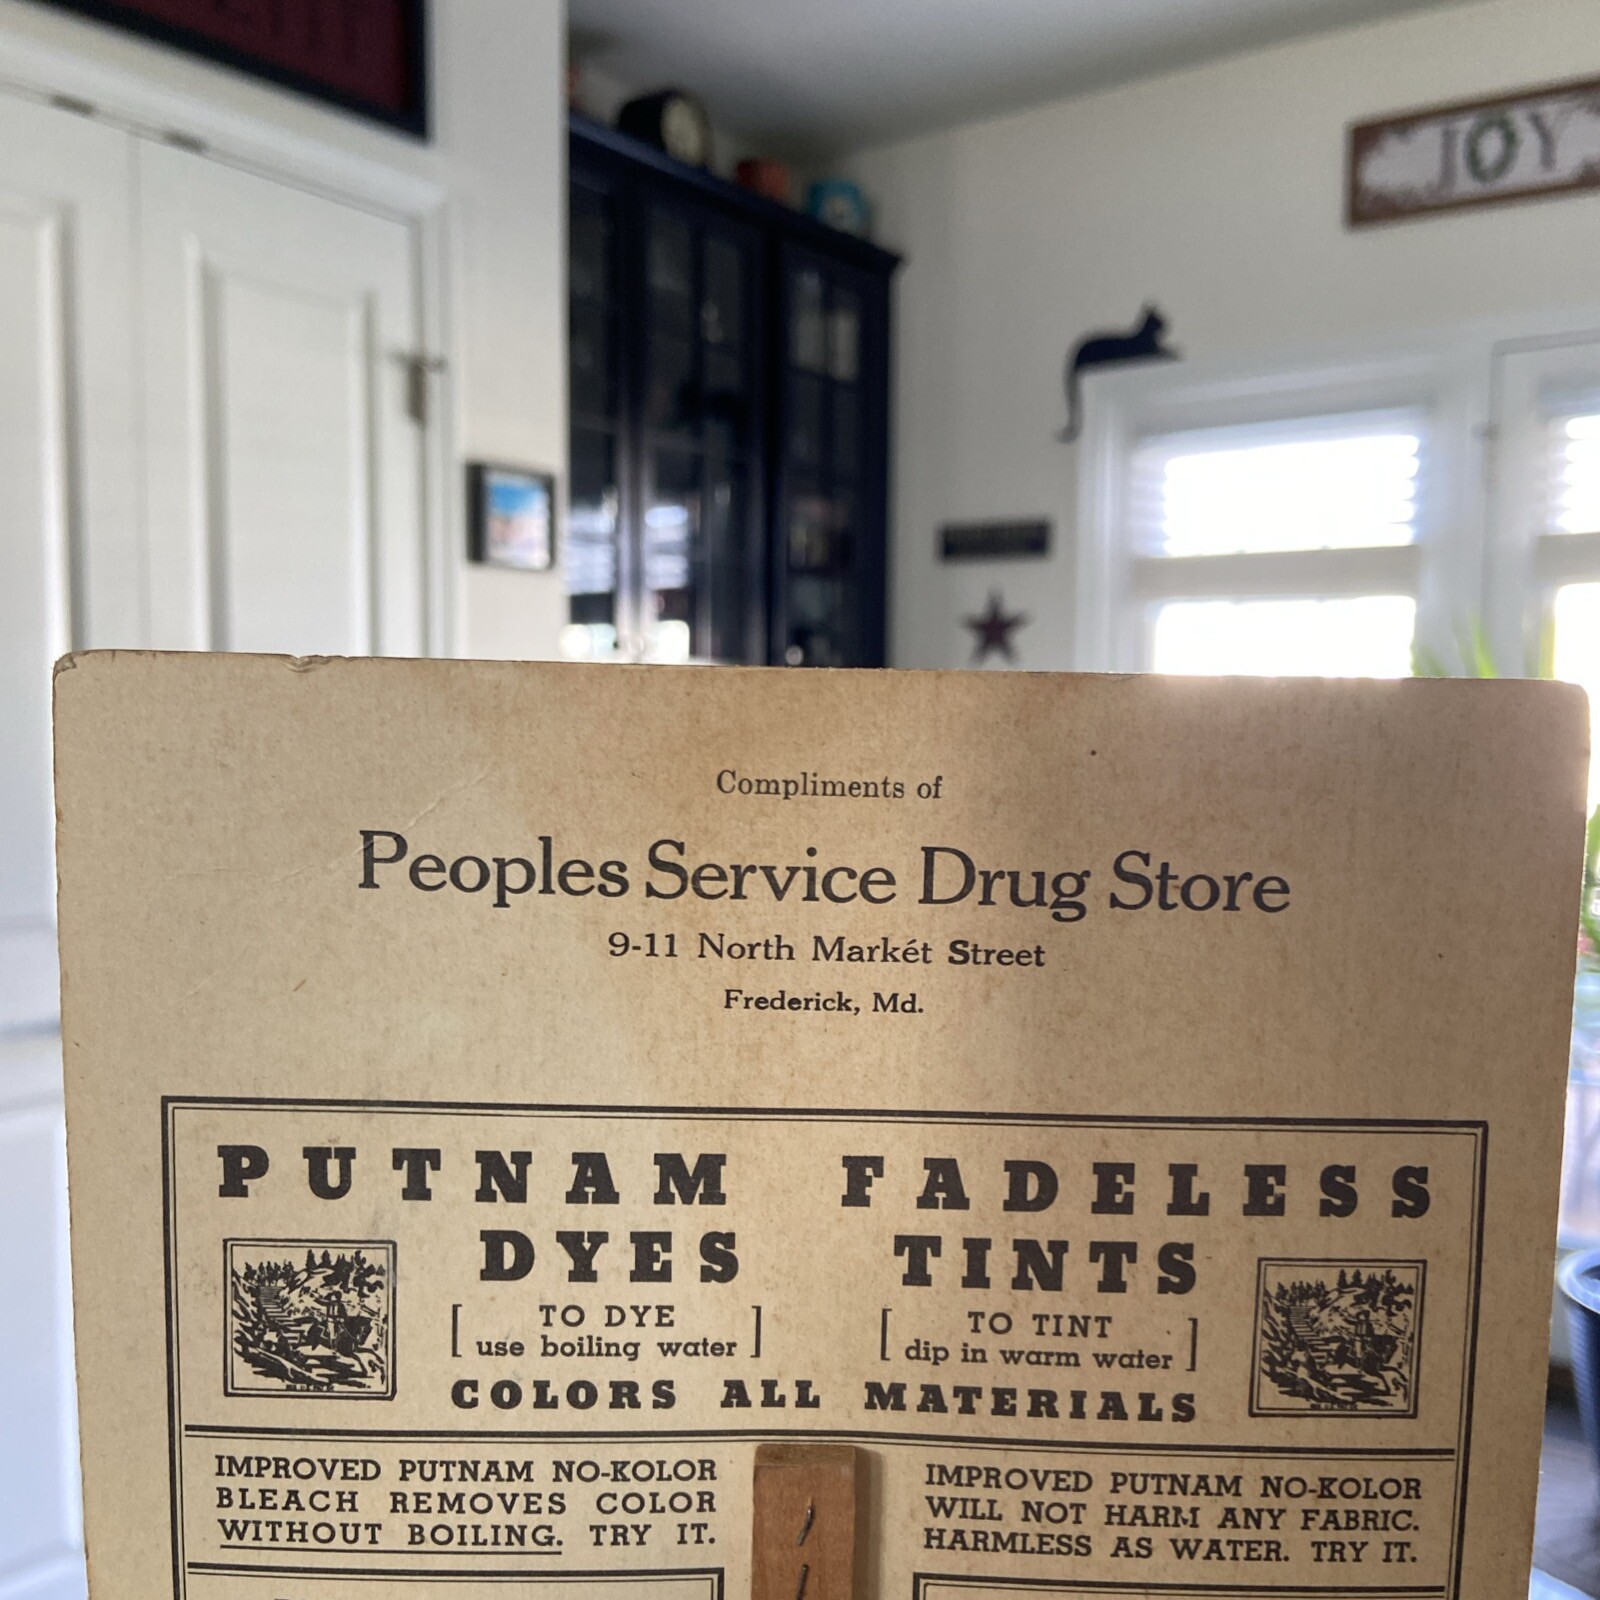 JOY
Compliments of
Peoples Service Drug Store
9-11 North Markét Street
Frederick, Md.
PUTNAM FADELESS
DYES TINTS
[ TO DYE use boiling water ] [ TO TINT dip in warm water ]
COLORS ALL MATERIALS
IMPROVED PUTNAM NO-KOLOR
BLEACH REMOVES COLOR
WITHOUT BOILING. TRY IT.
IMPROVED PUTNAM NO-KOLOR
WILL NOT HARM ANY FABRIC.
HARMLESS AS WATER. TRY IT.